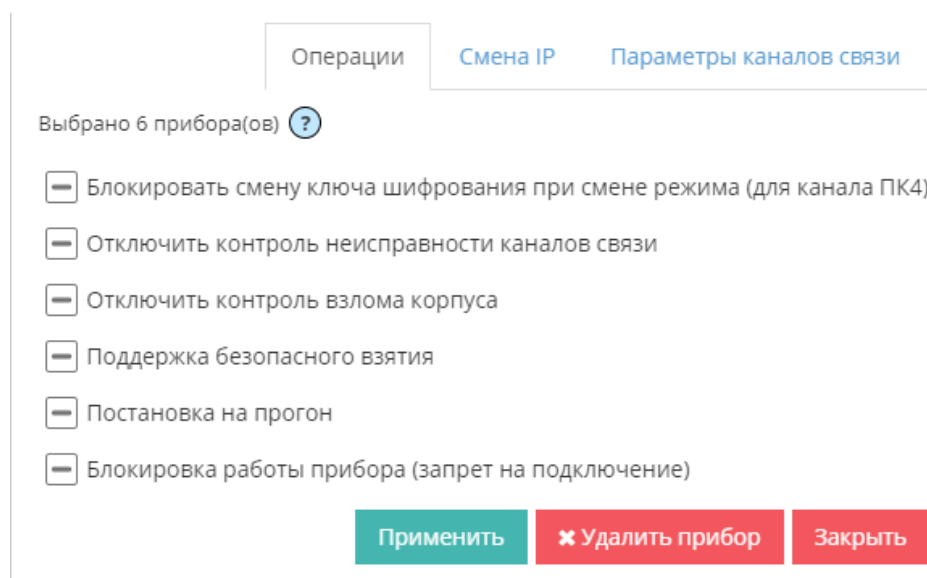 Операции Смена IP Параметры каналов связи
Выбрано 6 прибора(ов) ?
Блокировать смену ключа шифрования при смене режима (для канала ПК4)
Отключить контроль неисправности каналов связи
Отключить контроль взлома корпуса
Поддержка безопасного взятия
Постановка на прогон
Блокировка работы прибора (запрет на подключение)
Применить ✖ Удалить прибор Закрыть